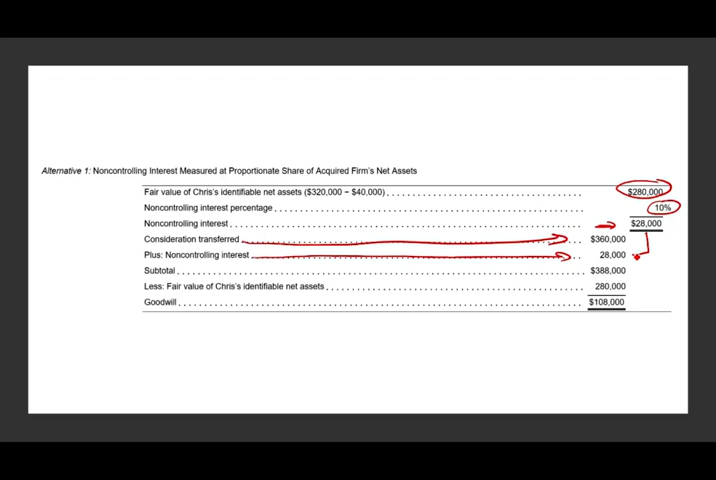 Alternative 1: Noncontrolling Interest Measured at Proportionate Share of Acquired Firm's Net Assets
Fair value of Chris's identifiable net assets ($320,000 − $40,000) $280,000
Noncontrolling interest percentage 10%
Noncontrolling interest $28,000
Consideration transferred $360,000
Plus: Noncontrolling interest 28,000
Subtotal $388,000
Less: Fair value of Chris's identifiable net assets 280,000
Goodwill $108,000